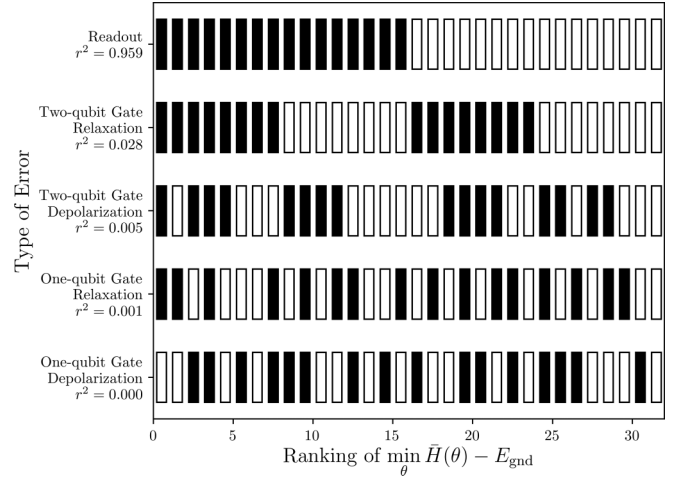 Type of Error
Readout
r² = 0.959
Two-qubit Gate
Relaxation
r² = 0.028
Two-qubit Gate
Depolarization
r² = 0.005
One-qubit Gate
Relaxation
r² = 0.001
One-qubit Gate
Depolarization
r² = 0.000
0 5 10 15 20 25 30
Ranking of min H̄(θ) − E_gnd
θ